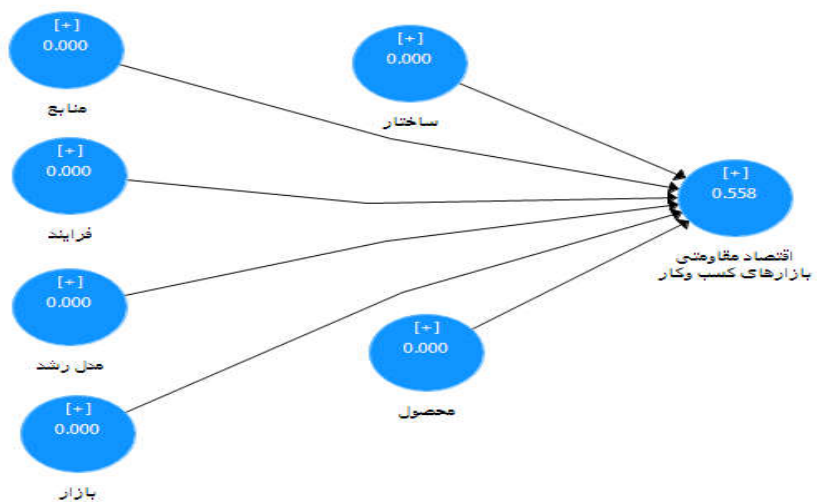 [+]
0.000
منابع
[+]
0.000
ساختار
[+]
0.000
فرایند
[+]
0.558
اقتصاد مقاومتی
بازارهای کسب وکار
[+]
0.000
مدل رشد
[+]
0.000
محصول
[+]
0.000
بازار